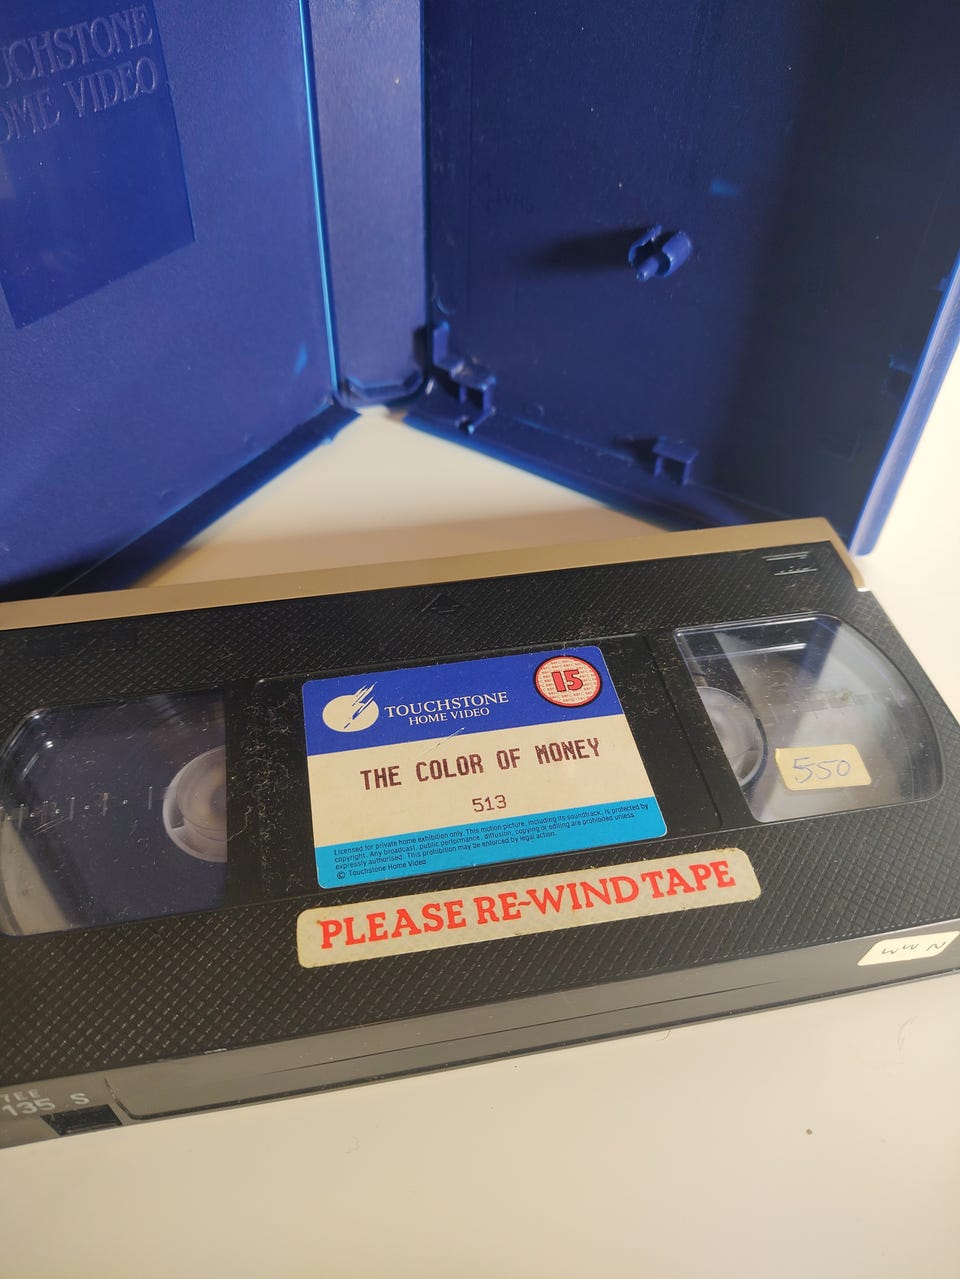 UCHSTONE
OME VIDEO
TOUCHSTONE
HOME VIDEO
15
THE COLOR OF MONEY
513
Licensed for private home exhibition only. This motion picture, including its soundtrack, is protected by
copyright. Any broadcast, public performance, diffusion, copying or editing are prohibited unless
expressly authorised. This prohibition may be enforced by legal action.
© Touchstone Home Video
550
PLEASE RE-WIND TAPE
135 S